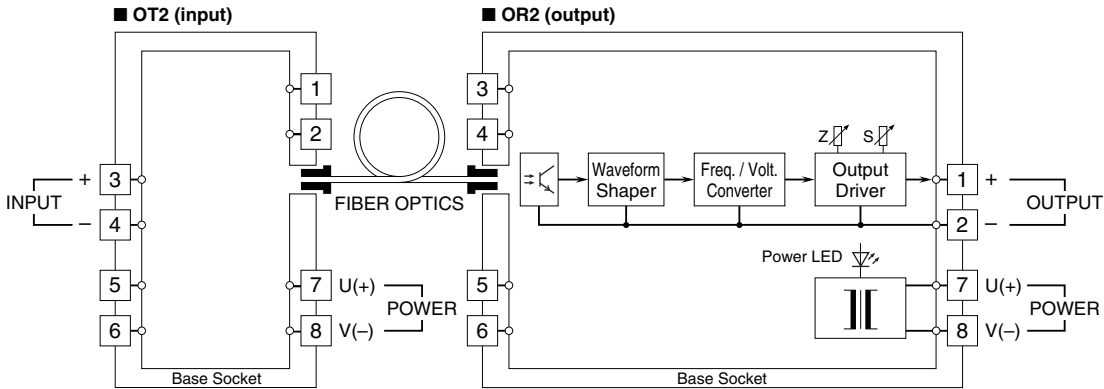 ■ OT2 (input)
■ OR2 (output)
1
2
3
4
5
6
7
8
+
–
INPUT
U(+)
V(–)
POWER
Base Socket
FIBER OPTICS
3
4
5
6
Waveform
Shaper
Freq. / Volt.
Converter
Output
Driver
Z
S
Power LED
1
2
7
8
+
–
OUTPUT
U(+)
V(–)
POWER
Base Socket